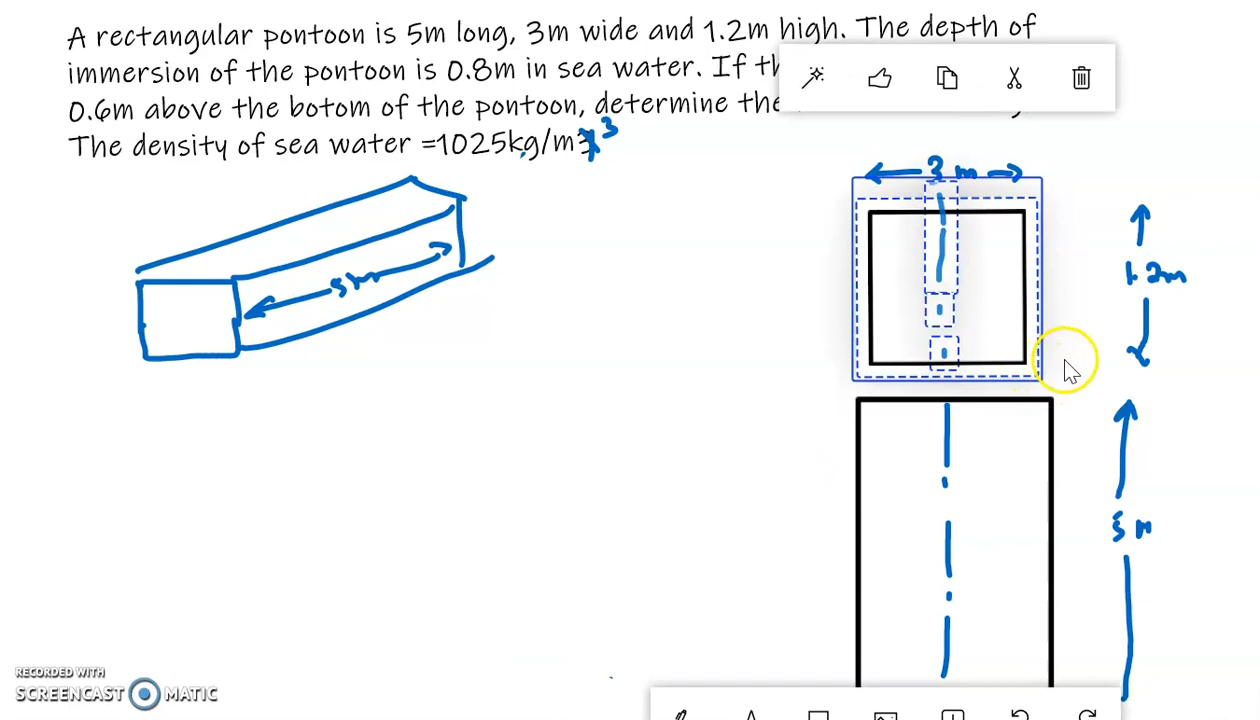 A rectangular pontoon is 5m long, 3m wide and 1.2m high. The depth of
immersion of the pontoon is 0.8m in sea water. If th
0.6m above the botom of the pontoon, determine the
The density of sea water =1025kg/m³
3 m
5m
1.2m
5 m
RECORDED WITH
SCREENCAST MATIC